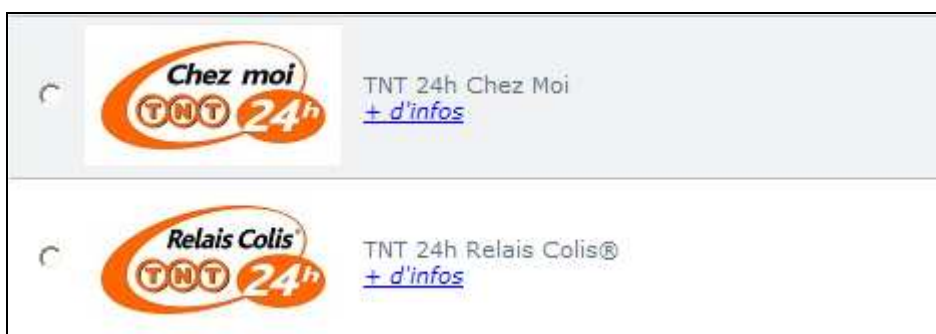 Chez moi
TNT 24h
TNT 24h Chez Moi
+ d'infos
Relais Colis®
TNT 24h
TNT 24h Relais Colis®
+ d'infos